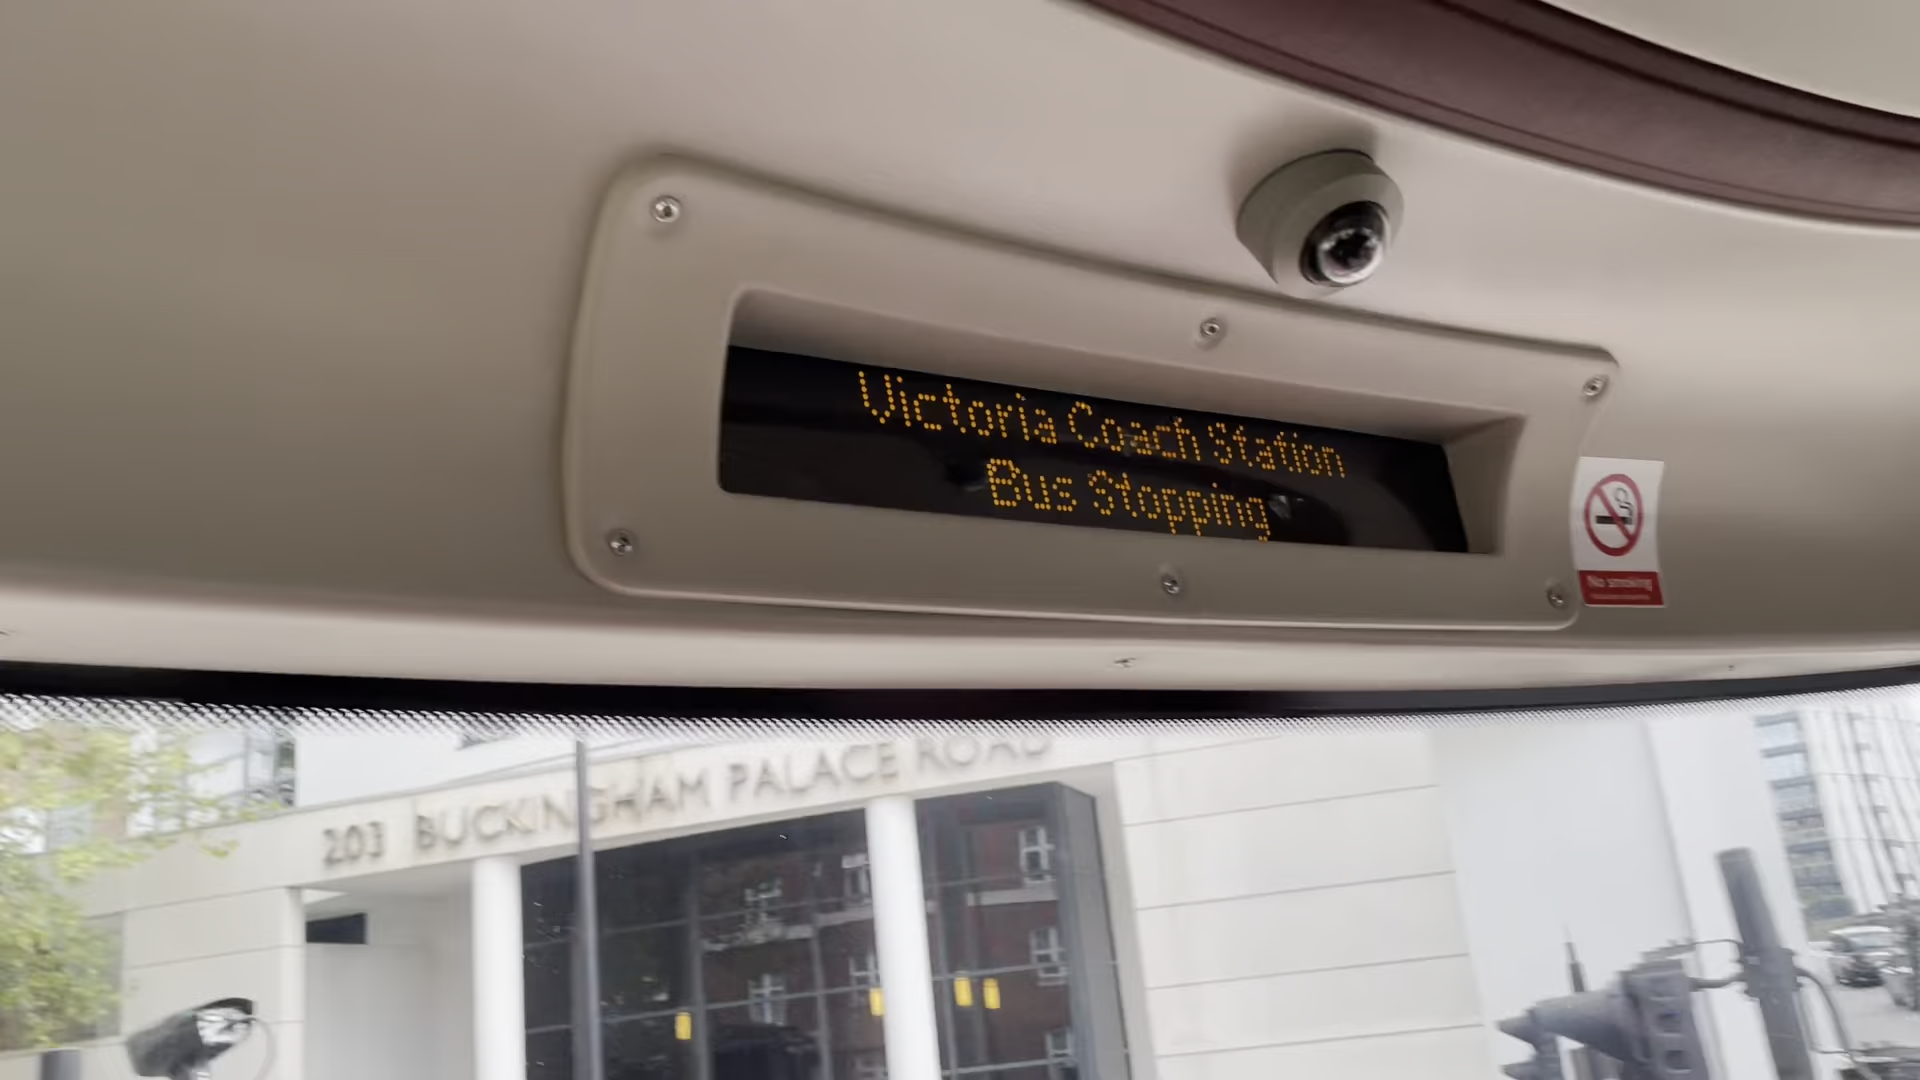 Victoria Coach Station
Bus Stopping
No smoking
203 BUCKINGHAM PALACE ROAD